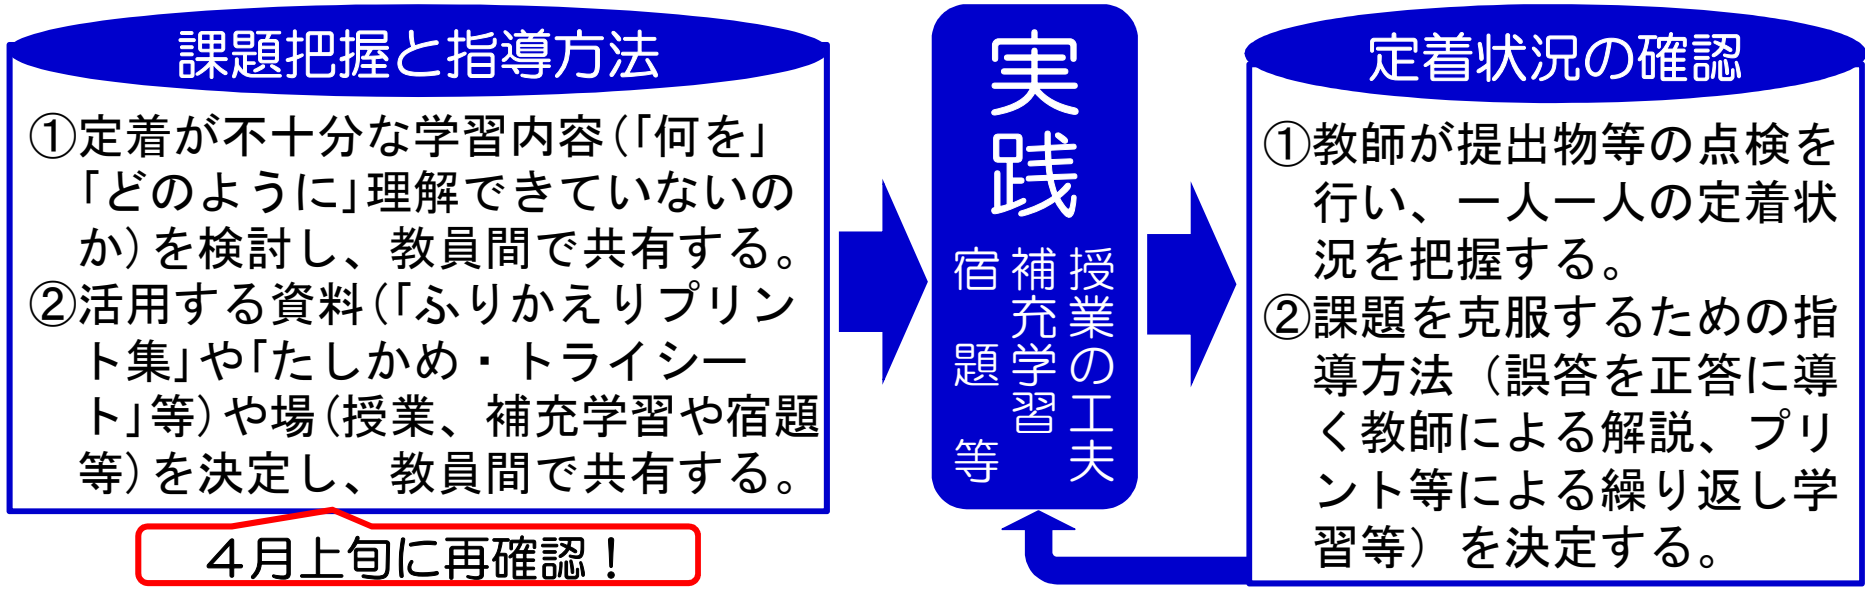 課題把握と指導方法
①定着が不十分な学習内容(｢何を｣
｢どのように｣理解できていないの
か)を検討し、教員間で共有する。
②活用する資料(｢ふりかえりプリン
ト集｣や｢たしかめ・トライシー
ト｣等)や場(授業、補充学習や宿題
等)を決定し、教員間で共有する。
４月上旬に再確認！
実践
授業の工夫
補充学習
宿題等
定着状況の確認
①教師が提出物等の点検を
行い、一人一人の定着状
況を把握する。
②課題を克服するための指
導方法（誤答を正答に導
く教師による解説、プリ
ント等による繰り返し学
習等）を決定する。